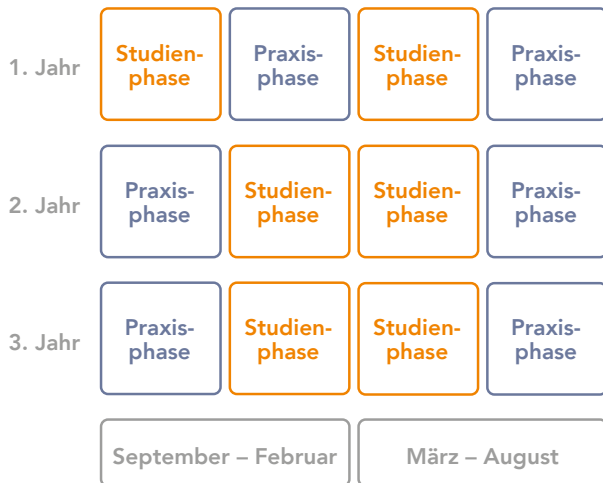 1. Jahr
Studien-
phase
Praxis-
phase
Studien-
phase
Praxis-
phase
2. Jahr
Praxis-
phase
Studien-
phase
Studien-
phase
Praxis-
phase
3. Jahr
Praxis-
phase
Studien-
phase
Studien-
phase
Praxis-
phase
September – Februar
März – August